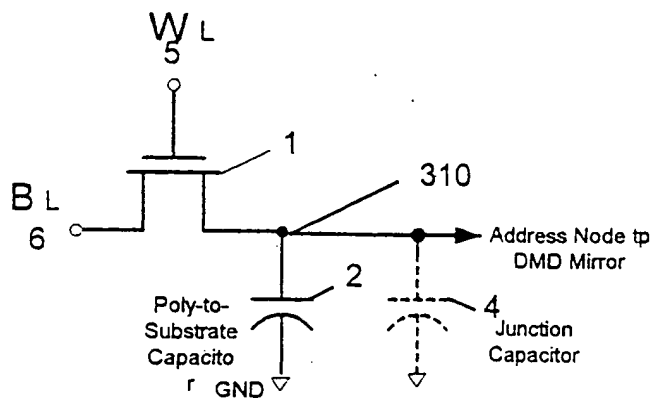 WL
5
1
310
BL
6
Address Node tp
DMD Mirror
2
4
Poly-to-
Substrate
Capacito
r
GND
Junction
Capacitor